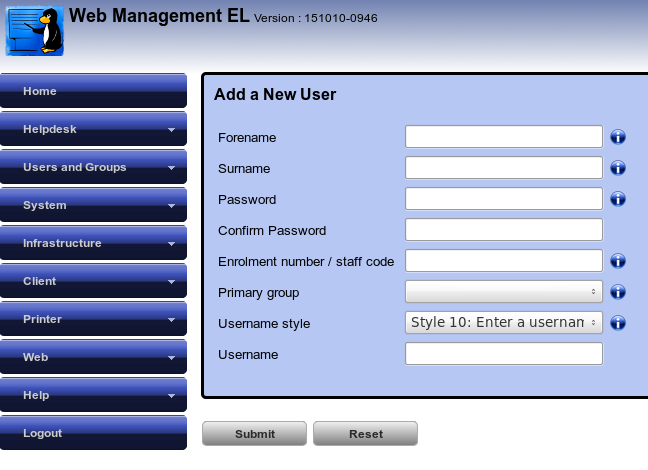 Web Management EL Version : 151010-0946
Home
Helpdesk
Users and Groups
System
Infrastructure
Client
Printer
Web
Help
Logout
Add a New User
Forename
Surname
Password
Confirm Password
Enrolment number / staff code
Primary group
Username style Style 10: Enter a usernam
Username
Submit Reset